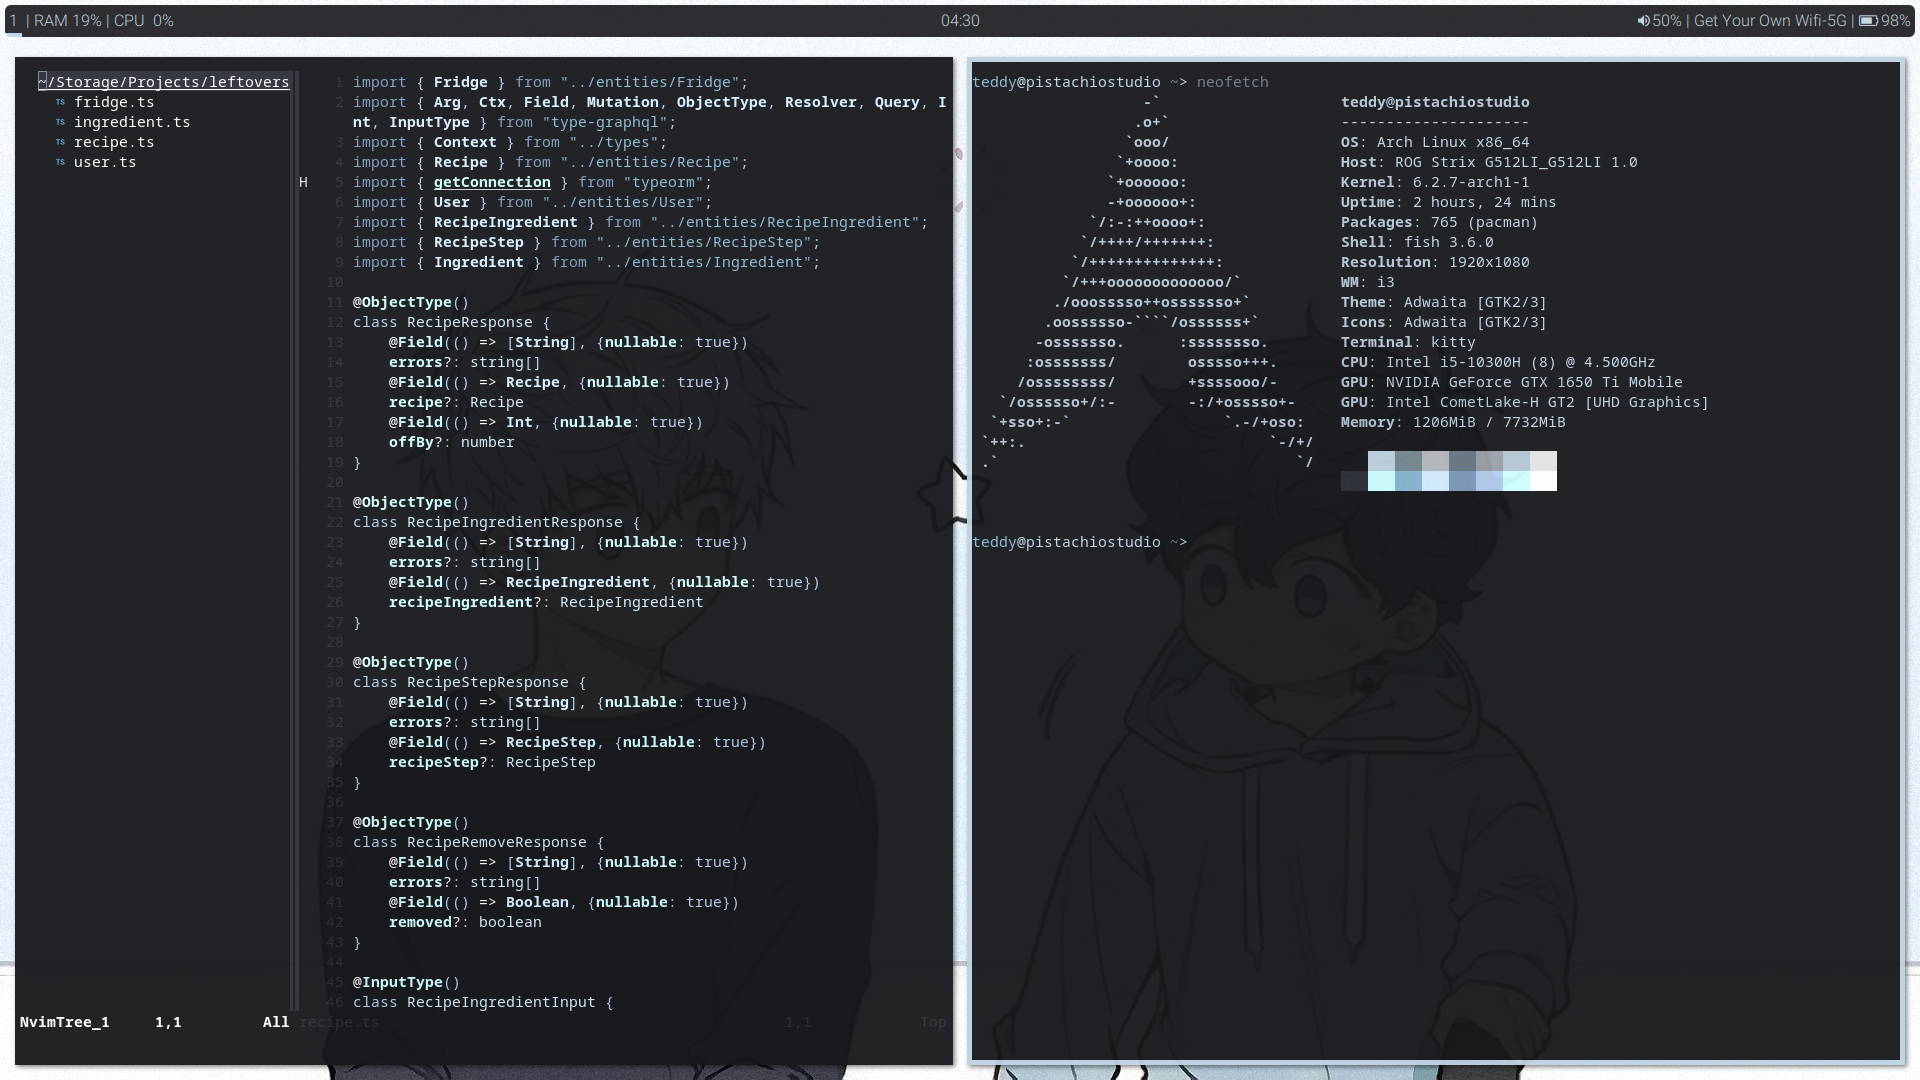 1 | RAM 19% | CPU  0%
04:30
50% | Get Your Own Wifi-5G | 98%
~/Storage/Projects/leftovers
TS fridge.ts
TS ingredient.ts
TS recipe.ts
TS user.ts
1 import { Fridge } from "../entities/Fridge";
2 import { Arg, Ctx, Field, Mutation, ObjectType, Resolver, Query, I
nt, InputType } from "type-graphql";
3 import { Context } from "../types";
4 import { Recipe } from "../entities/Recipe";
H 5 import { getConnection } from "typeorm";
6 import { User } from "../entities/User";
7 import { RecipeIngredient } from "../entities/RecipeIngredient";
8 import { RecipeStep } from "../entities/RecipeStep";
9 import { Ingredient } from "../entities/Ingredient";
10
11 @ObjectType()
12 class RecipeResponse {
13     @Field(() => [String], {nullable: true})
14     errors?: string[]
15     @Field(() => Recipe, {nullable: true})
16     recipe?: Recipe
17     @Field(() => Int, {nullable: true})
18     offBy?: number
19 }
20
21 @ObjectType()
22 class RecipeIngredientResponse {
23     @Field(() => [String], {nullable: true})
24     errors?: string[]
25     @Field(() => RecipeIngredient, {nullable: true})
26     recipeIngredient?: RecipeIngredient
27 }
28
29 @ObjectType()
30 class RecipeStepResponse {
31     @Field(() => [String], {nullable: true})
32     errors?: string[]
33     @Field(() => RecipeStep, {nullable: true})
34     recipeStep?: RecipeStep
35 }
36
37 @ObjectType()
38 class RecipeRemoveResponse {
39     @Field(() => [String], {nullable: true})
40     errors?: string[]
41     @Field(() => Boolean, {nullable: true})
42     removed?: boolean
43 }
44
45 @InputType()
46 class RecipeIngredientInput {
NvimTree_1     1,1         All recipe.ts     1,1     Top
teddy@pistachiostudio ~> neofetch
                   -`
                  .o+`
                 `ooo/
                `+oooo:
               `+oooooo:
               -+oooooo+:
             `/:-:++oooo+:
            `/++++/+++++++:
           `/++++++++++++++:
          `/+++ooooooooooooo/`
         ./ooosssso++osssssso+`
        .oossssso-````/ossssss+`
       -osssssso.      :ssssssso.
      :osssssss/        osssso+++.
     /ossssssss/        +ssssooo/-
   `/ossssso+/:-        -:/+osssso+-
  `+sso+:-`                 `.-/+oso:
 `++:.                           `-/+/
 .`                                 `/
teddy@pistachiostudio
---------------------
OS: Arch Linux x86_64
Host: ROG Strix G512LI_G512LI 1.0
Kernel: 6.2.7-arch1-1
Uptime: 2 hours, 24 mins
Packages: 765 (pacman)
Shell: fish 3.6.0
Resolution: 1920x1080
WM: i3
Theme: Adwaita [GTK2/3]
Icons: Adwaita [GTK2/3]
Terminal: kitty
CPU: Intel i5-10300H (8) @ 4.500GHz
GPU: NVIDIA GeForce GTX 1650 Ti Mobile
GPU: Intel CometLake-H GT2 [UHD Graphics]
Memory: 1206MiB / 7732MiB
teddy@pistachiostudio ~>